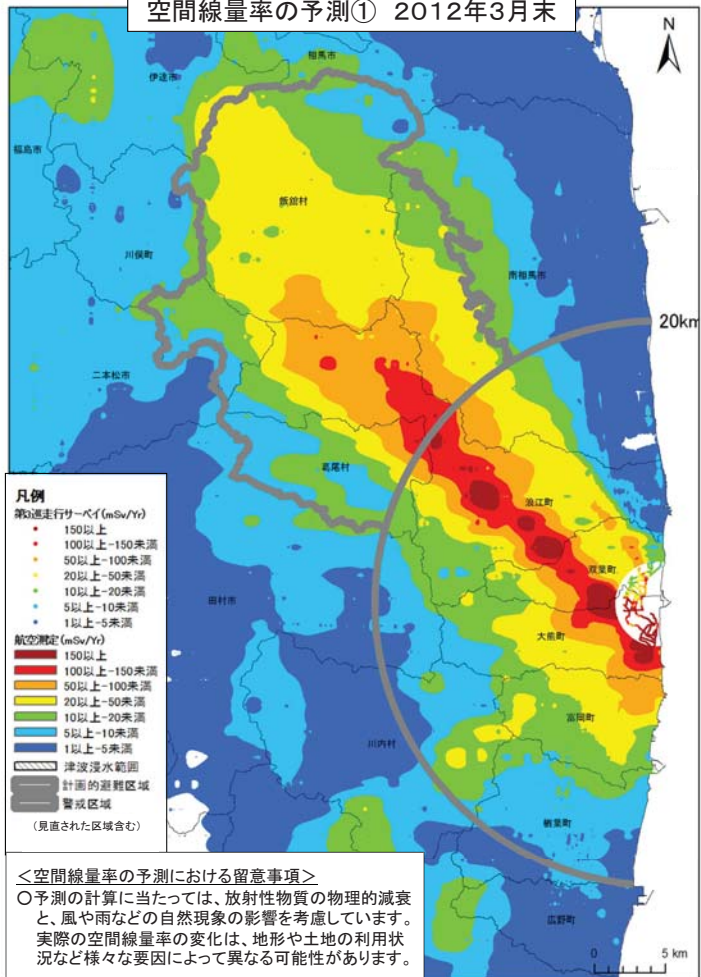 空間線量率の予測① 2012年3月末
N
相馬市
伊達市
福島市
飯舘村
川俣町
南相馬市
20km
二本松市
葛尾村
浪江町
双葉町
田村市
大熊町
富岡町
川内村
楢葉町
広野町
凡例
第3巡走行サーベイ(mSv/Yr)
150以上
100以上-150未満
50以上-100未満
20以上-50未満
10以上-20未満
5以上-10未満
1以上-5未満
航空測定(mSv/Yr)
150以上
100以上-150未満
50以上-100未満
20以上-50未満
10以上-20未満
5以上-10未満
1以上-5未満
津波浸水範囲
計画的避難区域
警戒区域
(見直された区域含む)
<空間線量率の予測における留意事項>
○予測の計算に当たっては、放射性物質の物理的減衰
と、風や雨などの自然現象の影響を考慮しています。
実際の空間線量率の変化は、地形や土地の利用状
況など様々な要因によって異なる可能性があります。
0 5 km